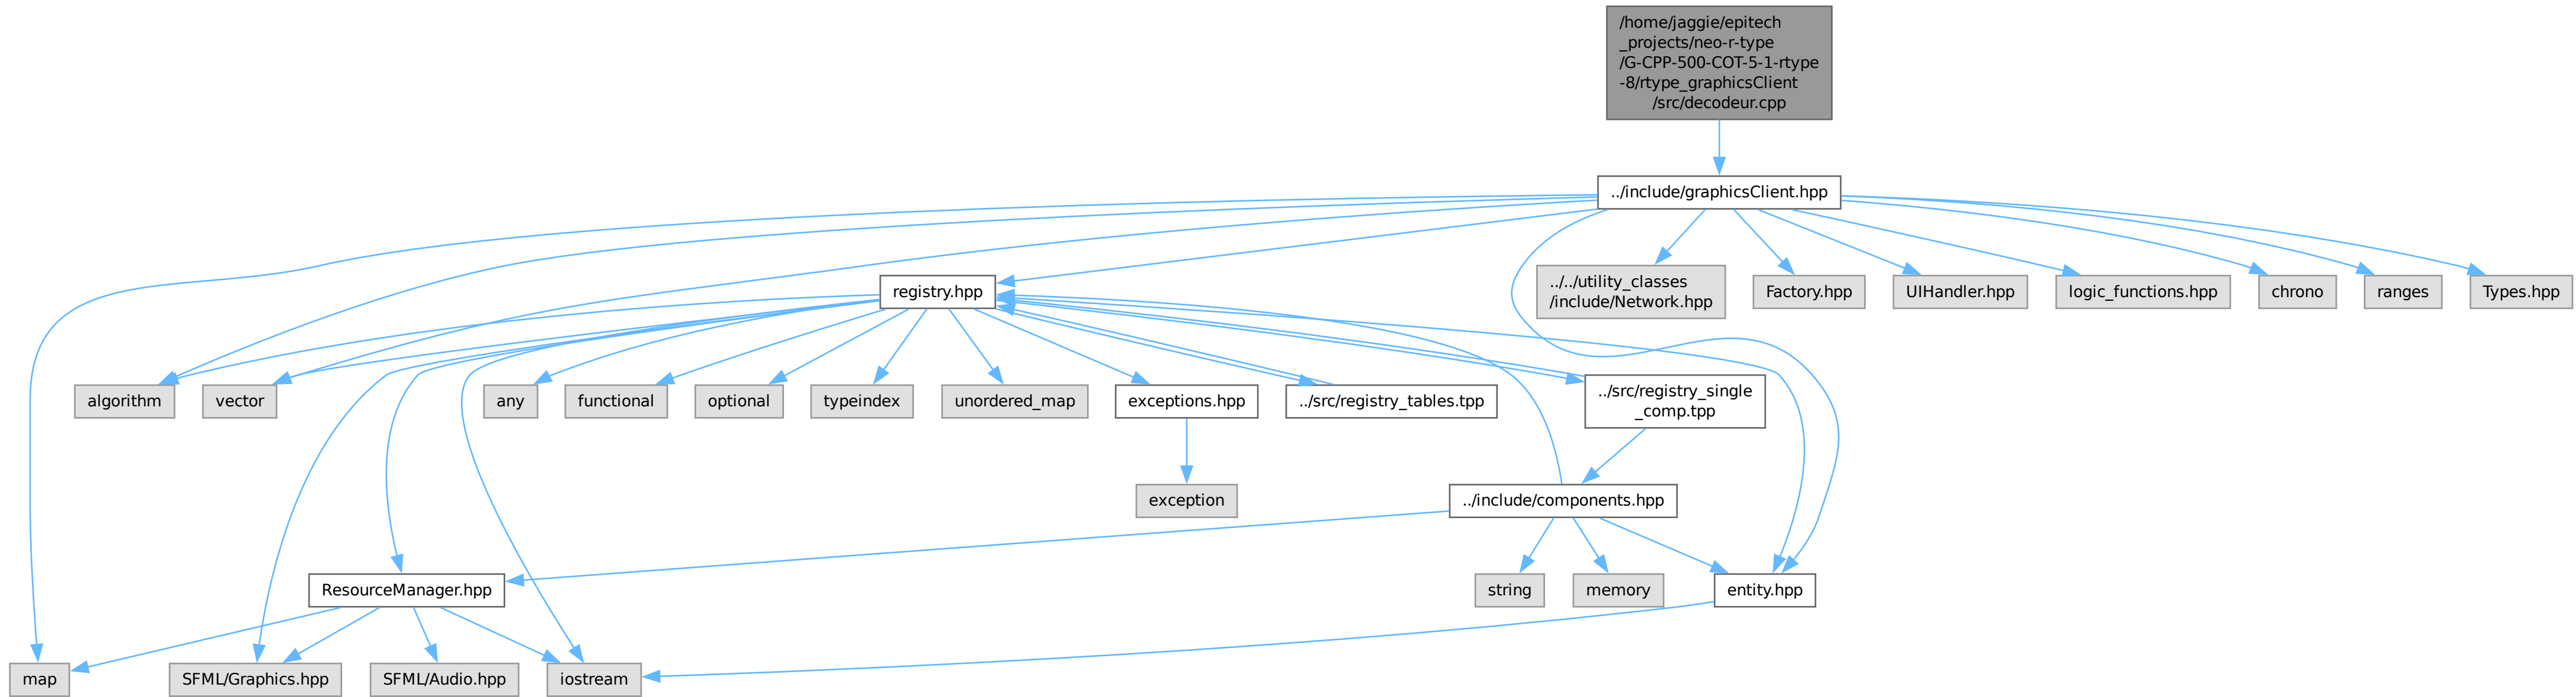 /home/jaggie/epitech
_projects/neo-r-type
/G-CPP-500-COT-5-1-rtype
-8/rtype_graphicsClient
/src/decodeur.cpp
../include/graphicsClient.hpp
registry.hpp
../../utility_classes
/include/Network.hpp
Factory.hpp
UIHandler.hpp
logic_functions.hpp
chrono
ranges
Types.hpp
algorithm
vector
any
functional
optional
typeindex
unordered_map
exceptions.hpp
../src/registry_tables.tpp
../src/registry_single
_comp.tpp
exception
../include/components.hpp
ResourceManager.hpp
string
memory
entity.hpp
map
SFML/Graphics.hpp
SFML/Audio.hpp
iostream